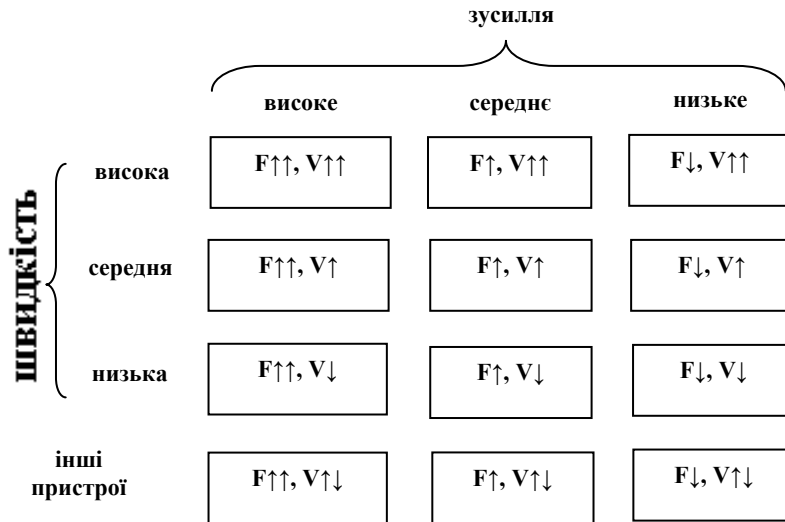 зусилля
високе середнє низьке
висока F↑↑, V↑↑ F↑, V↑↑ F↓, V↑↑
швидкість
середня F↑↑, V↑ F↑, V↑ F↓, V↑
низька F↑↑, V↓ F↑, V↓ F↓, V↓
інші
пристрої F↑↑, V↑↓ F↑, V↑↓ F↓, V↑↓